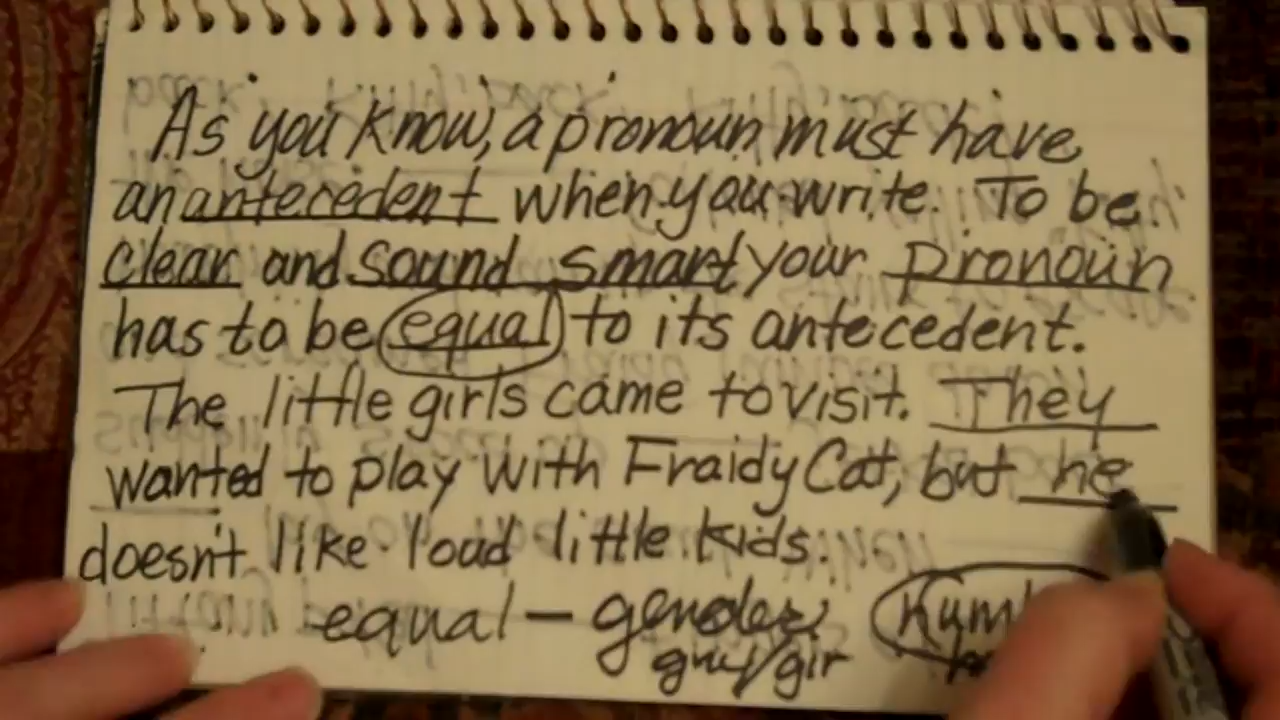 As you know, a pronoun must have
an antecedent when you write. To be
clear and sound smart your pronoun
has to be equal to its antecedent.
The little girls came to visit. They
wanted to play with Fraidy Cat, but he
doesn't like loud little kids.
equal - gender
guy/gir